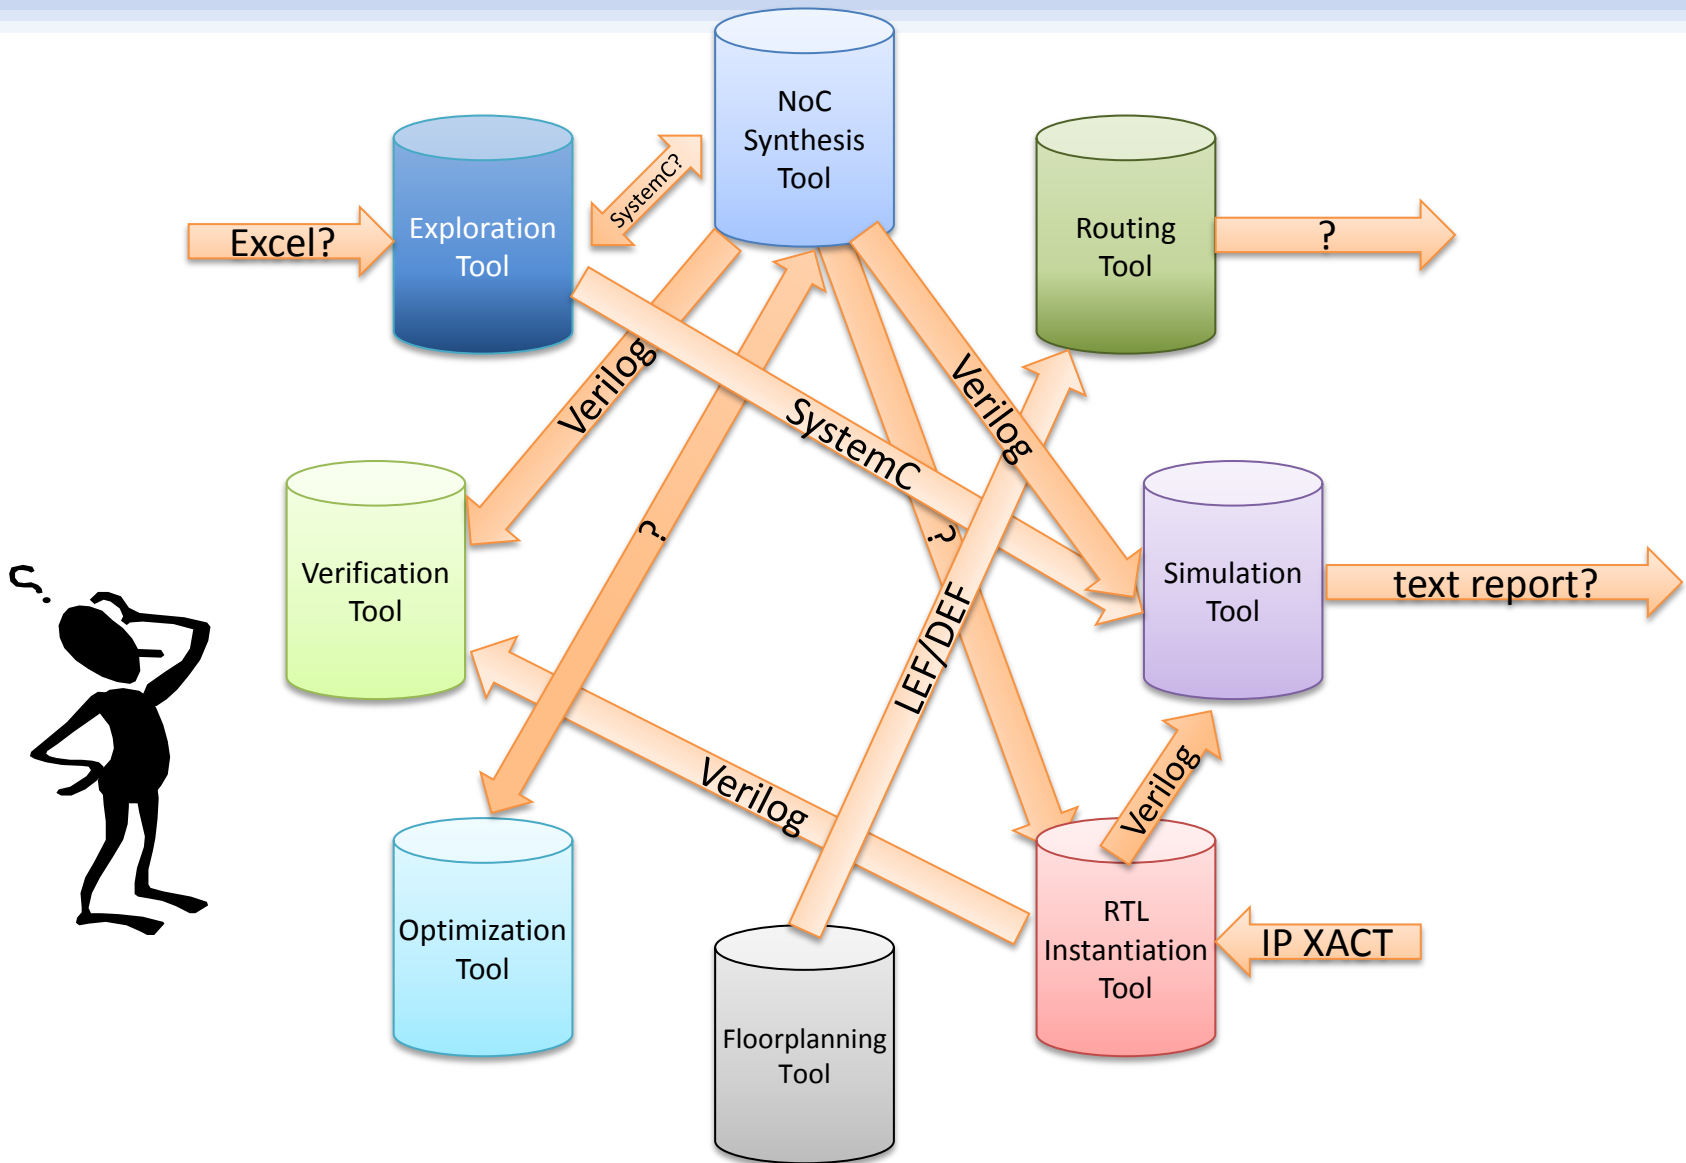 NoC
Synthesis
Tool
SystemC?
Exploration
Tool
Excel?
Routing
Tool
?
Verilog
Verilog
SystemC
?
?
Verification
Tool
Simulation
Tool
text report?
LEF/DEF
Verilog
Verilog
Optimization
Tool
Floorplanning
Tool
RTL
Instantiation
Tool
IP XACT